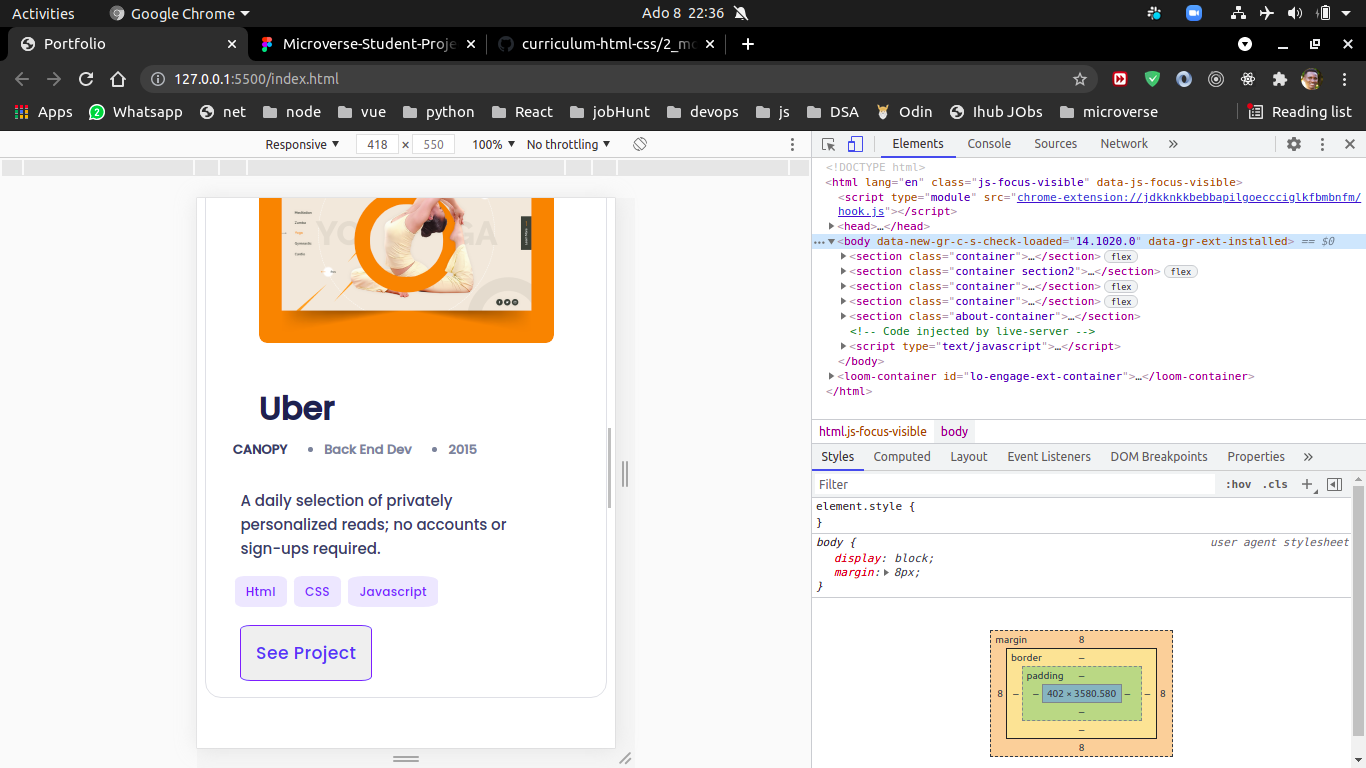 Activities
Google Chrome
Ado 8 22:36
Portfolio
Microverse-Student-Proje
curriculum-html-css/2_mo
127.0.0.1:5500/index.html
Apps
2
Whatsapp
net
node
vue
python
React
jobHunt
devops
js
DSA
Odin
Ihub JObs
microverse
Reading list
Responsive
418
×
550
100%
No throttling
Elements
Console
Sources
Network
»
YO GA
Uber
CANOPY
• Back End Dev
• 2015
A daily selection of privately
personalized reads; no accounts or
sign-ups required.
Html
CSS
Javascript
See Project
<!DOCTYPE html>
<html lang="en" class="js-focus-visible" data-js-focus-visible>
<script type="module" src="chrome-extension://jdkknkkbebbapilgoeccciglkfbmbnfm/
hook.js"></script>
<head>…</head>
<body data-new-gr-c-s-check-loaded="14.1020.0" data-gr-ext-installed> == $0
<section class="container">…</section> flex
<section class="container section2">…</section> flex
<section class="container">…</section> flex
<section class="container">…</section> flex
<section class="about-container">…</section>
<!-- Code injected by live-server -->
<script type="text/javascript">…</script>
</body>
<loom-container id="lo-engage-ext-container">…</loom-container>
</html>
html.js-focus-visible
body
Styles
Computed
Layout
Event Listeners
DOM Breakpoints
Properties
»
Filter
:hov
.cls
+
element.style {
}
body {
user agent stylesheet
display: block;
margin: 8px;
}
margin
8
border
–
padding
–
8
–
–
402 × 3580.580
–
–
8
–
–
8